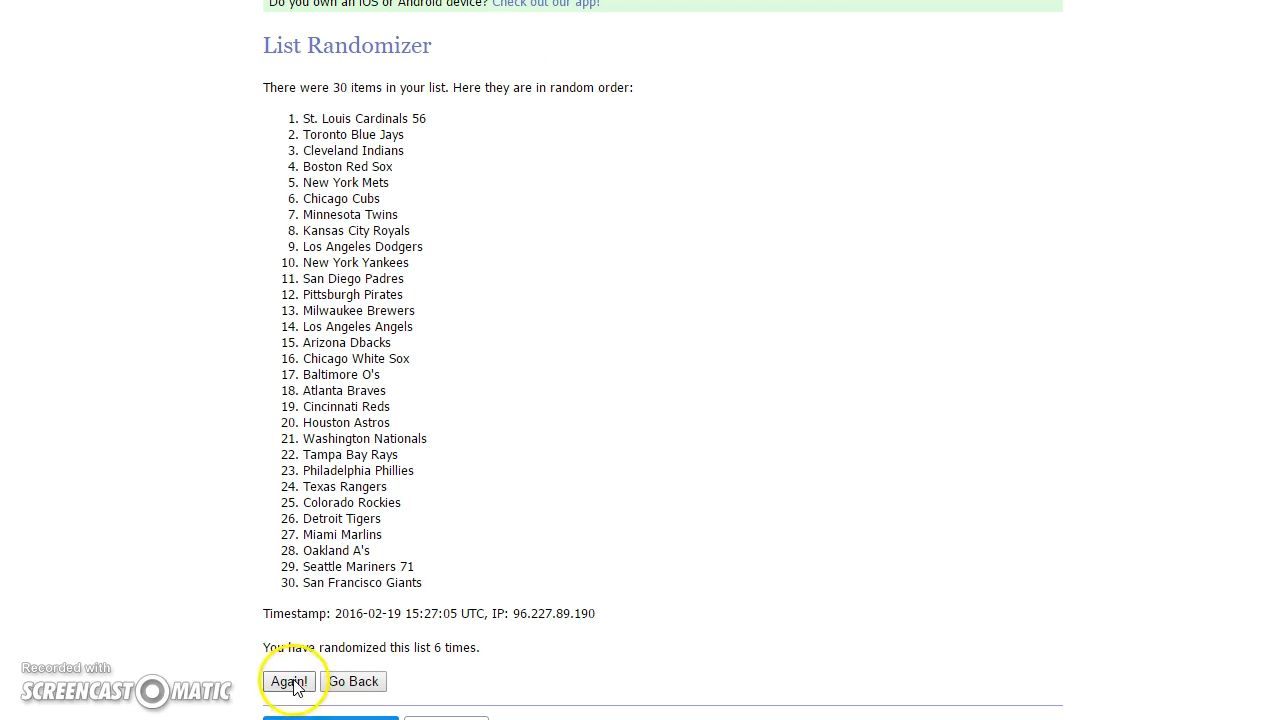 Do you own an iOS or Android device? Check out our app!
List Randomizer
There were 30 items in your list. Here they are in random order:
1. St. Louis Cardinals 56
2. Toronto Blue Jays
3. Cleveland Indians
4. Boston Red Sox
5. New York Mets
6. Chicago Cubs
7. Minnesota Twins
8. Kansas City Royals
9. Los Angeles Dodgers
10. New York Yankees
11. San Diego Padres
12. Pittsburgh Pirates
13. Milwaukee Brewers
14. Los Angeles Angels
15. Arizona Dbacks
16. Chicago White Sox
17. Baltimore O's
18. Atlanta Braves
19. Cincinnati Reds
20. Houston Astros
21. Washington Nationals
22. Tampa Bay Rays
23. Philadelphia Phillies
24. Texas Rangers
25. Colorado Rockies
26. Detroit Tigers
27. Miami Marlins
28. Oakland A's
29. Seattle Mariners 71
30. San Francisco Giants
Timestamp: 2016-02-19 15:27:05 UTC, IP: 96.227.89.190
You have randomized this list 6 times.
Again! Go Back
Recorded with
SCREENCAST-O-MATIC